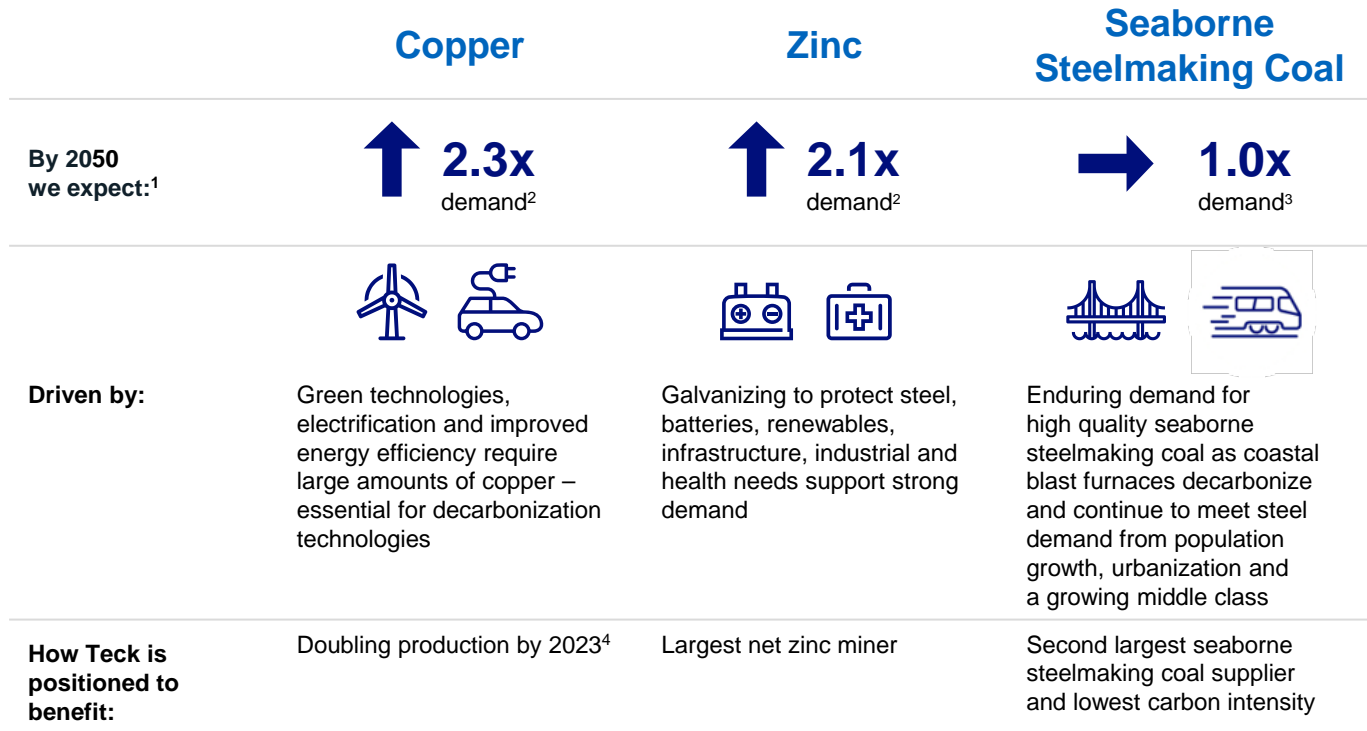 Copper
Zinc
Seaborne
Steelmaking Coal
By 2050
we expect:¹
2.3x
demand²
2.1x
demand²
1.0x
demand³
Driven by:
Green technologies,
electrification and improved
energy efficiency require
large amounts of copper –
essential for decarbonization
technologies
Galvanizing to protect steel,
batteries, renewables,
infrastructure, industrial and
health needs support strong
demand
Enduring demand for
high quality seaborne
steelmaking coal as coastal
blast furnaces decarbonize
and continue to meet steel
demand from population
growth, urbanization and
a growing middle class
How Teck is
positioned to
benefit:
Doubling production by 2023⁴
Largest net zinc miner
Second largest seaborne
steelmaking coal supplier
and lowest carbon intensity